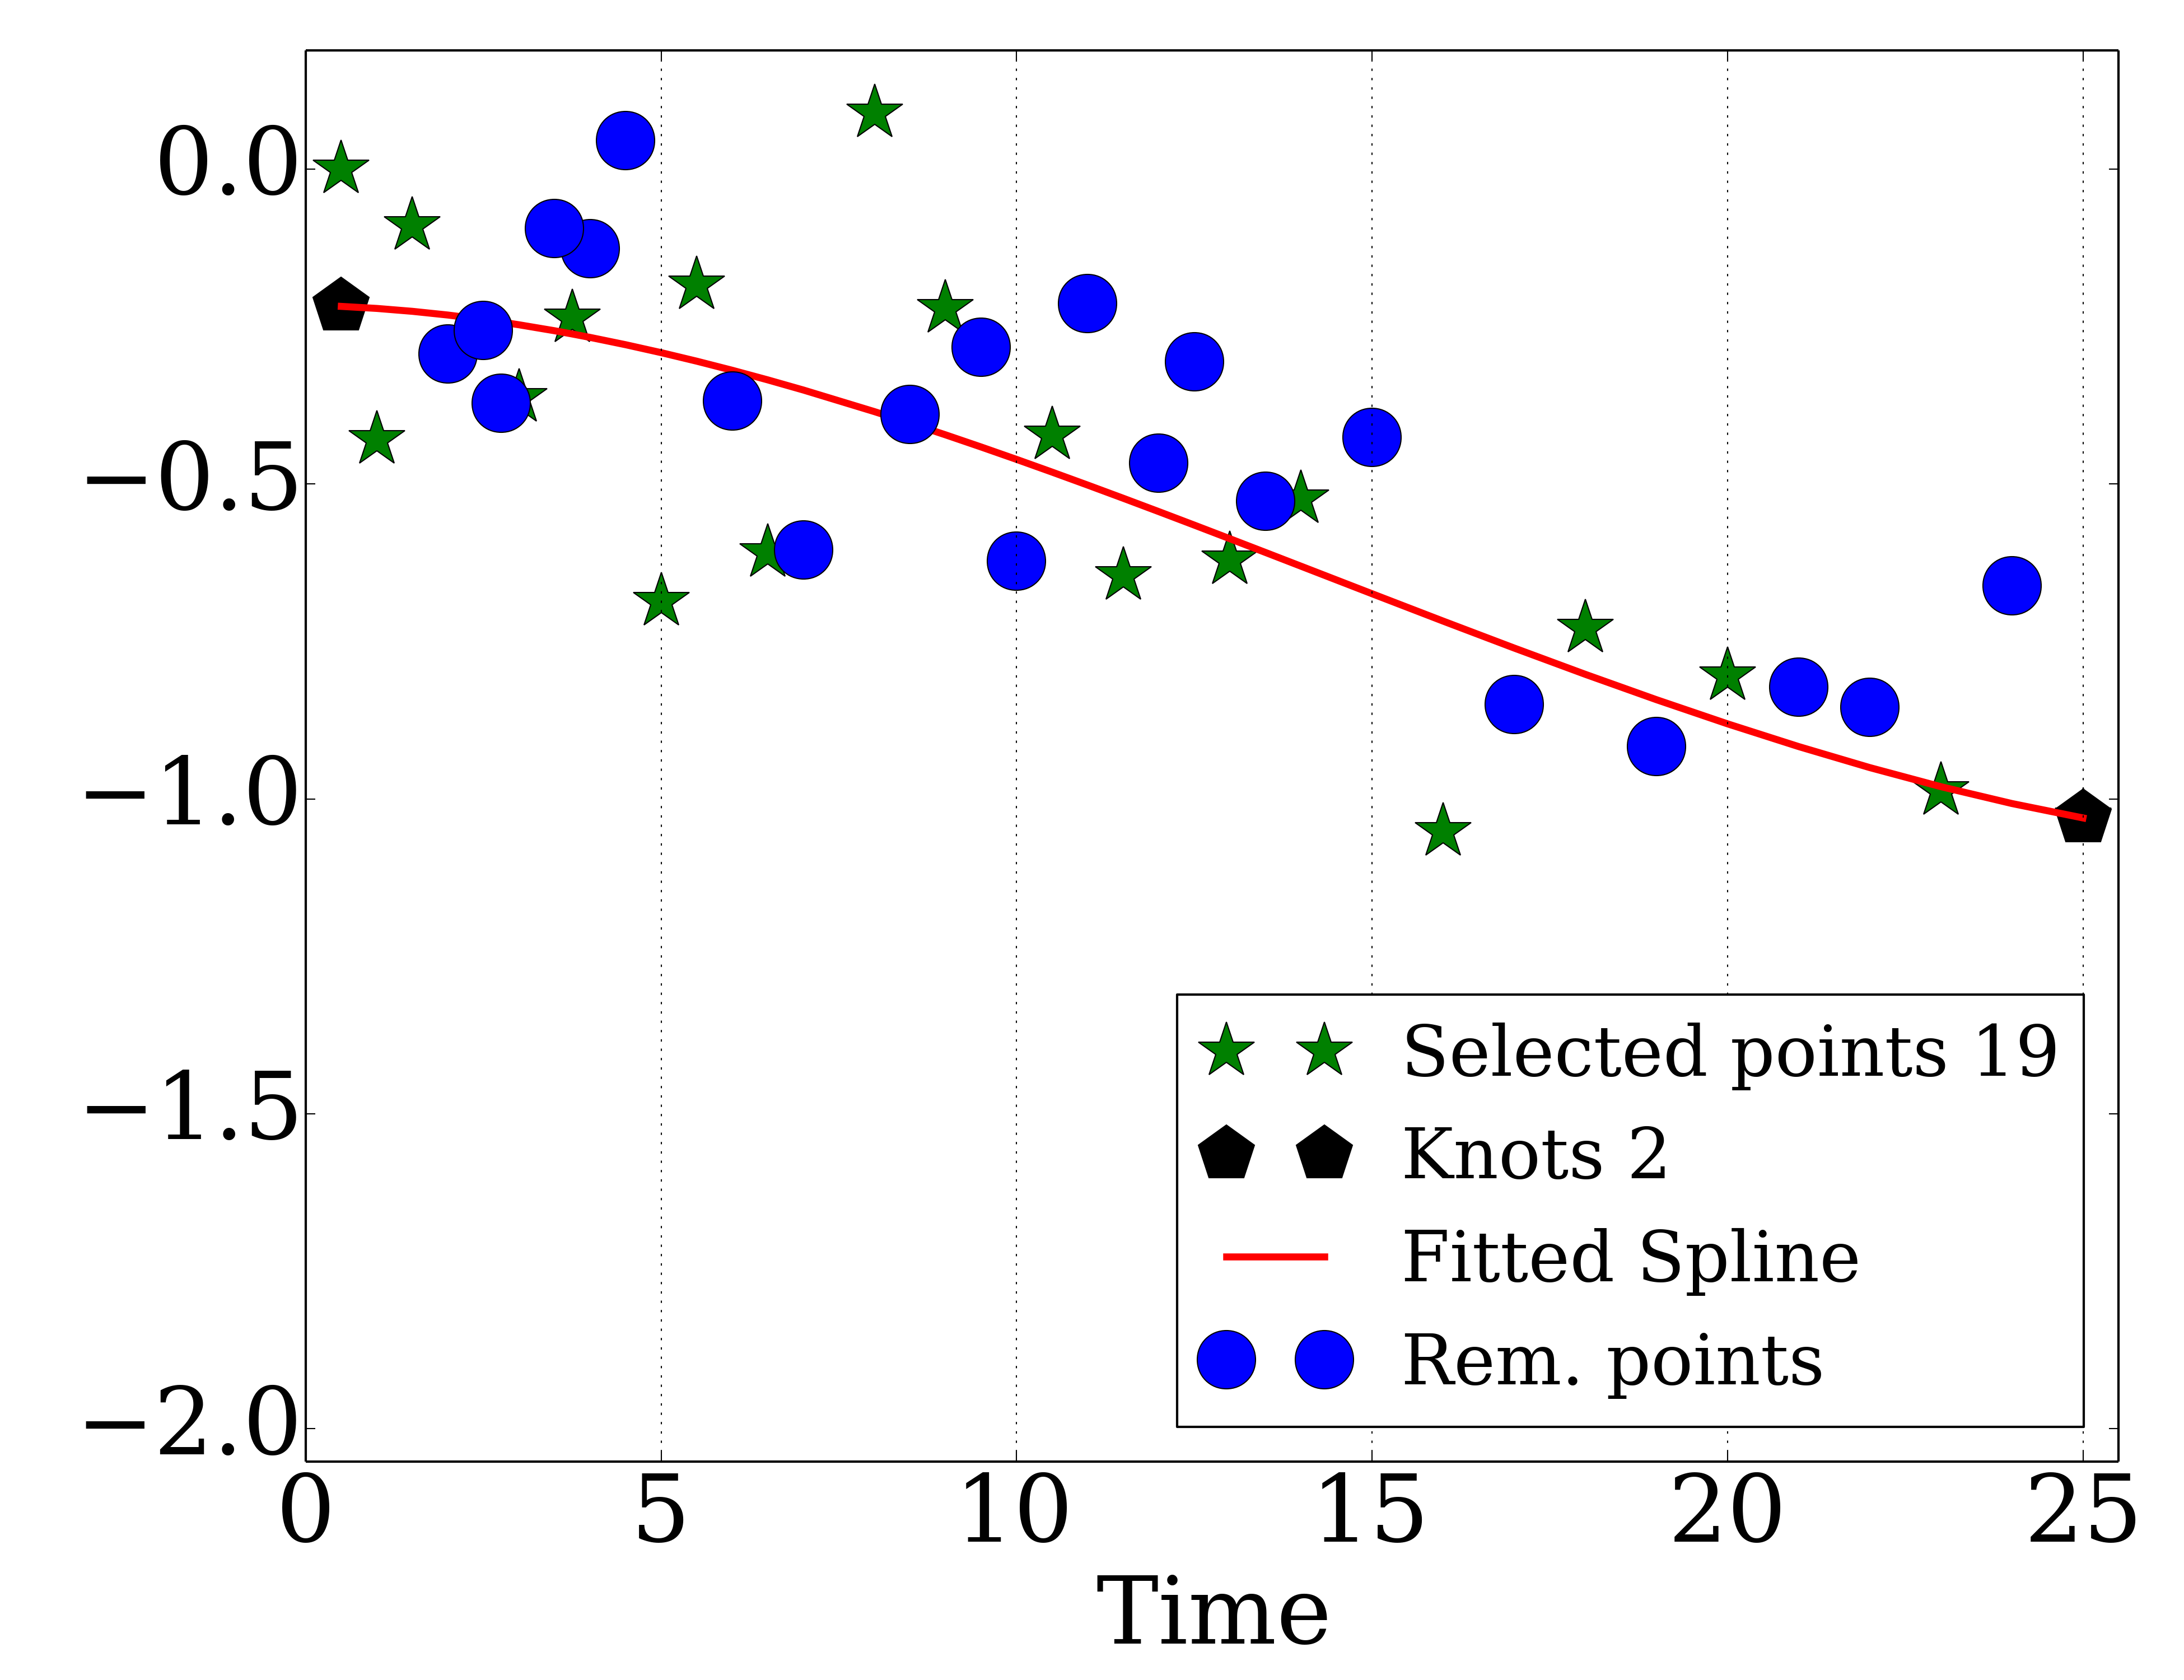 0.0
−0.5
−1.0
−1.5
−2.0
0 5 10 15 20 25
Time
Selected points 19
Knots 2
Fitted Spline
Rem. points